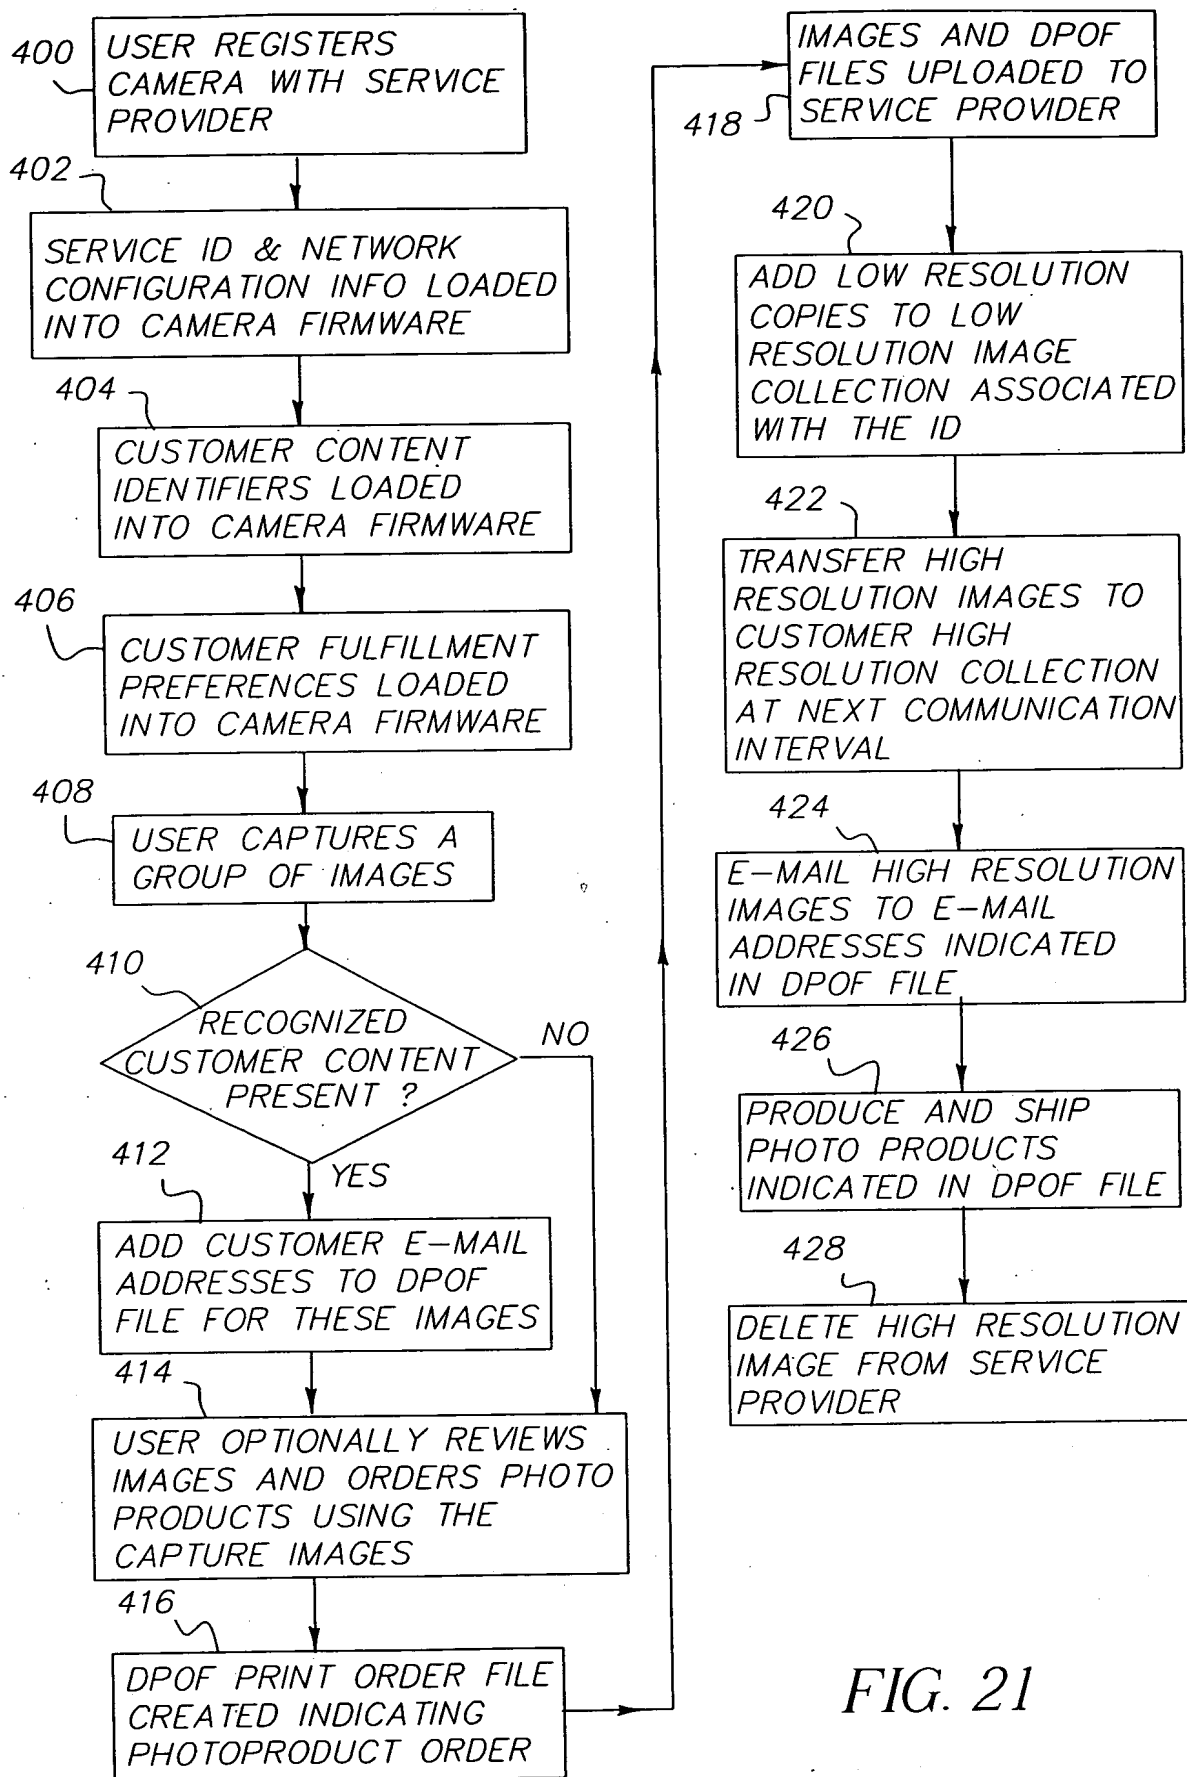 400
USER REGISTERS
CAMERA WITH SERVICE
PROVIDER
402
SERVICE ID & NETWORK
CONFIGURATION INFO LOADED
INTO CAMERA FIRMWARE
404
CUSTOMER CONTENT
IDENTIFIERS LOADED
INTO CAMERA FIRMWARE
406
CUSTOMER FULFILLMENT
PREFERENCES LOADED
INTO CAMERA FIRMWARE
408
USER CAPTURES A
GROUP OF IMAGES
410
RECOGNIZED
CUSTOMER CONTENT
PRESENT ?
NO
YES
412
ADD CUSTOMER E-MAIL
ADDRESSES TO DPOF
FILE FOR THESE IMAGES
414
USER OPTIONALLY REVIEWS
IMAGES AND ORDERS PHOTO
PRODUCTS USING THE
CAPTURE IMAGES
416
DPOF PRINT ORDER FILE
CREATED INDICATING
PHOTOPRODUCT ORDER
418
IMAGES AND DPOF
FILES UPLOADED TO
SERVICE PROVIDER
420
ADD LOW RESOLUTION
COPIES TO LOW
RESOLUTION IMAGE
COLLECTION ASSOCIATED
WITH THE ID
422
TRANSFER HIGH
RESOLUTION IMAGES TO
CUSTOMER HIGH
RESOLUTION COLLECTION
AT NEXT COMMUNICATION
INTERVAL
424
E-MAIL HIGH RESOLUTION
IMAGES TO E-MAIL
ADDRESSES INDICATED
IN DPOF FILE
426
PRODUCE AND SHIP
PHOTO PRODUCTS
INDICATED IN DPOF FILE
428
DELETE HIGH RESOLUTION
IMAGE FROM SERVICE
PROVIDER
FIG. 21